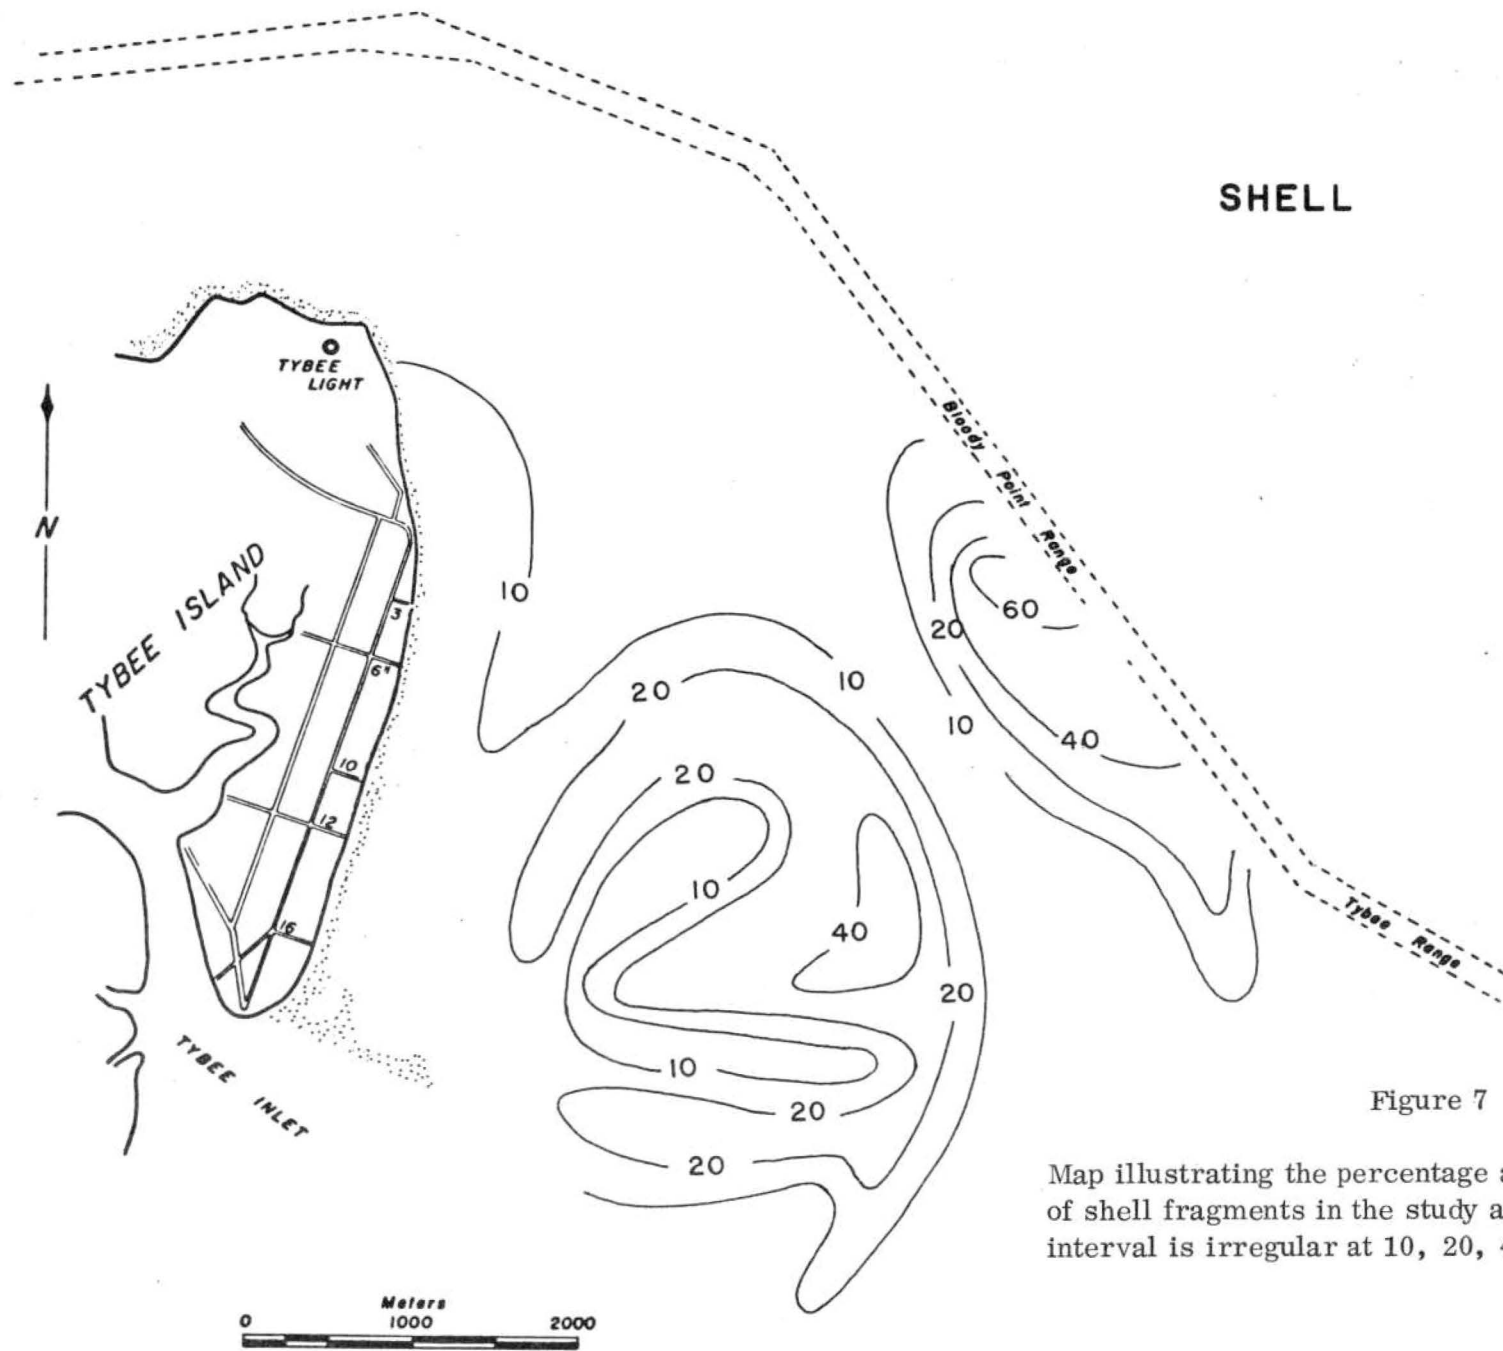 SHELL
TYBEE
LIGHT
N
TYBEE ISLAND
3
6
10
12
16
TYBEE INLET
Bloody Point Range
Tybee Range
10
10
20
20
10
40
20
10
20
20
60
20
10
40
Figure 7
Map illustrating the percentage
of shell fragments in the study
interval is irregular at 10, 20,
Meters
0 1000 2000